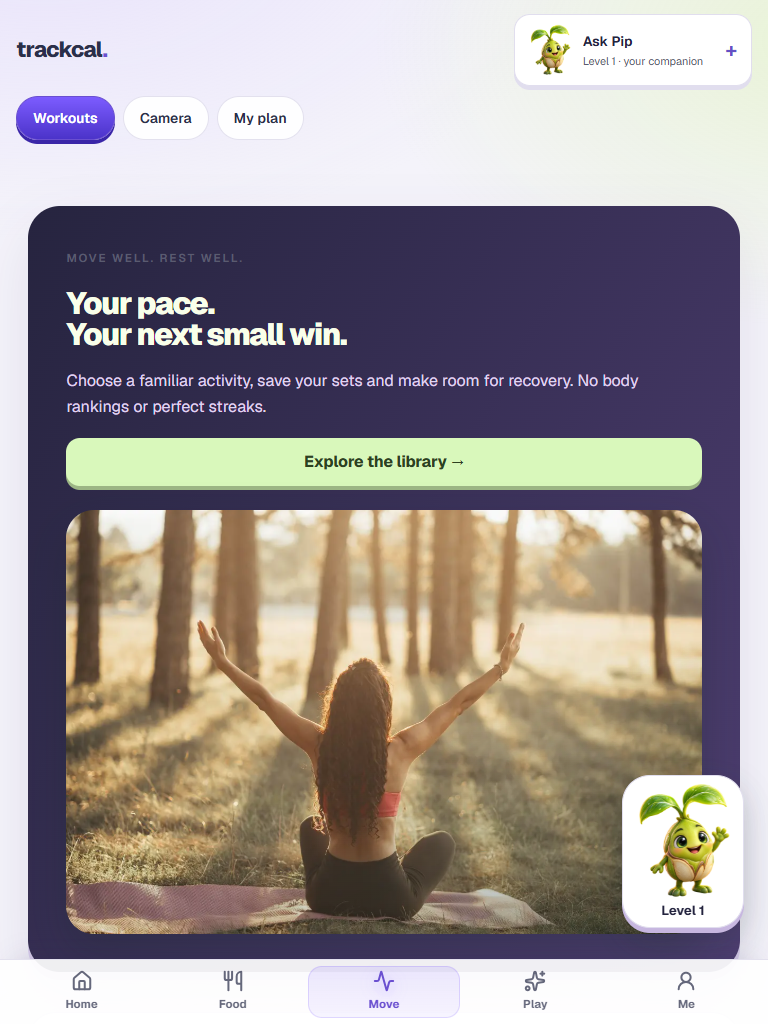 trackcal.
Ask Pip
Level 1 · your companion
+
Workouts
Camera
My plan
MOVE WELL. REST WELL.
Your pace.
Your next small win.
Choose a familiar activity, save your sets and make room for recovery. No body
rankings or perfect streaks.
Explore the library →
Level 1
Home
Food
Move
Play
Me